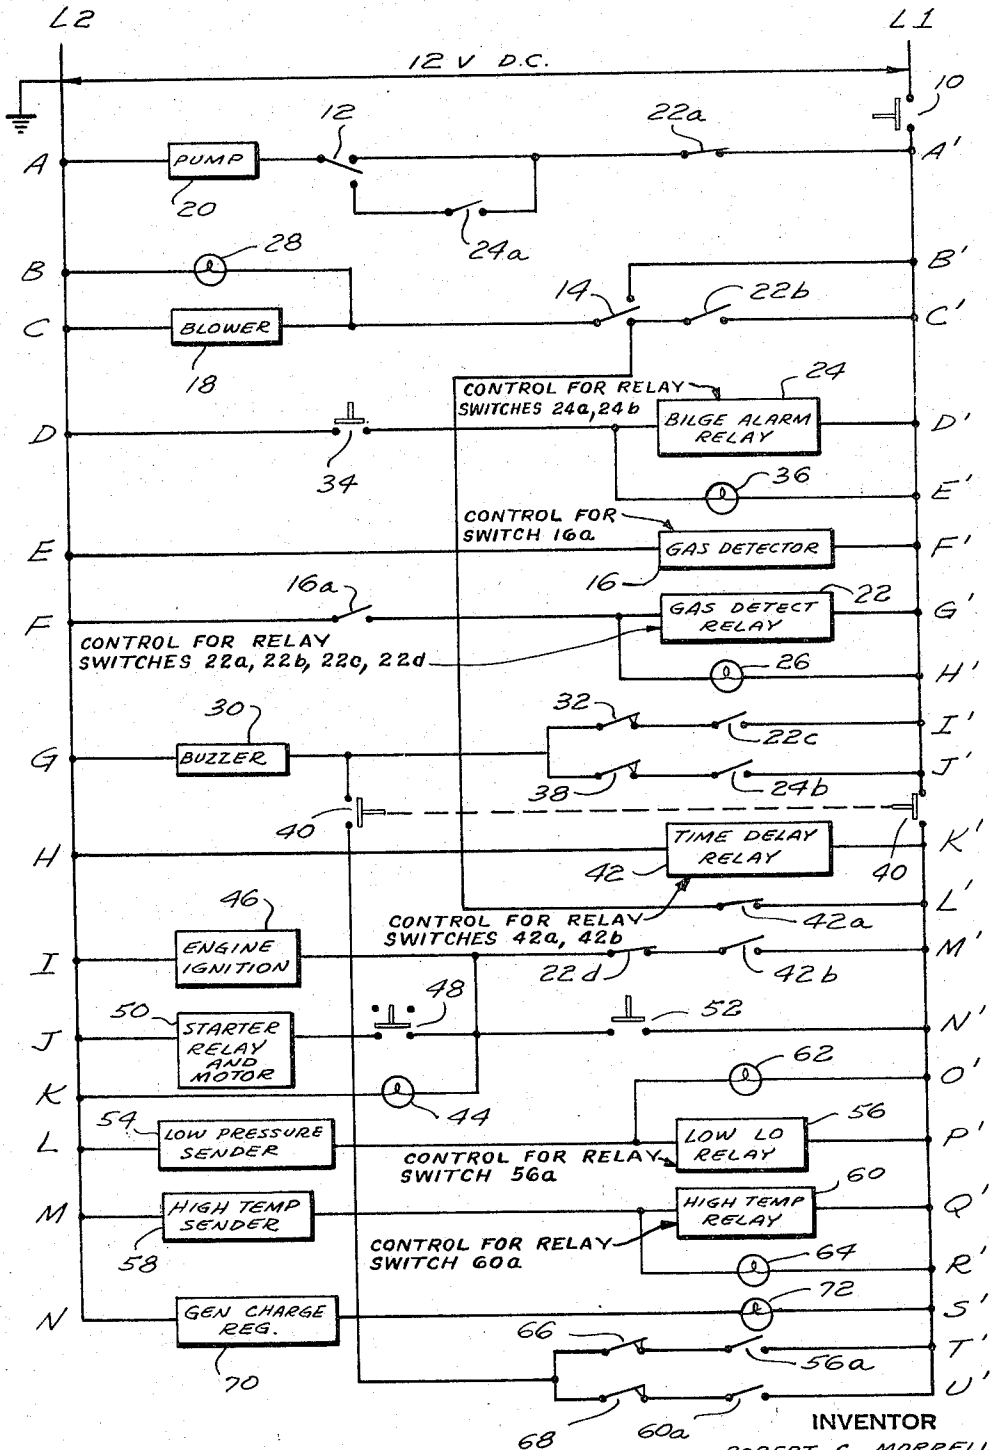 L2 L1
12 V D.C.
10
12 22a
A PUMP A'
20 24a
28
B B'
14 22b
C BLOWER C'
18
CONTROL FOR RELAY 24
SWITCHES 24a, 24b
D BILGE ALARM D'
RELAY
34 36
E'
CONTROL FOR
SWITCH 16a
E GAS DETECTOR F'
16a 16 22
F GAS DETECT G'
RELAY
CONTROL FOR RELAY
SWITCHES 22a, 22b, 22c, 22d
26 H'
30 32 I'
22c
G BUZZER J'
38 24b
40 TIME DELAY K'
H RELAY
42 40
46 L'
CONTROL FOR RELAY 42a
SWITCHES 42a, 42b
ENGINE M'
I IGNITION
22d 42b
50 48 52
J STARTER N'
RELAY
AND
MOTOR
62 O'
K 44
54 56
L LOW PRESSURE LOW LO P'
SENDER RELAY
CONTROL FOR RELAY
SWITCH 56a
60
M HIGH TEMP HIGH TEMP Q'
SENDER RELAY
58
CONTROL FOR RELAY 64
SWITCH 60a R'
72
N GEN CHARGE S'
REG.
70 66 T'
56a
U'
68 60a
INVENTOR
ROBERT C. MORRELL